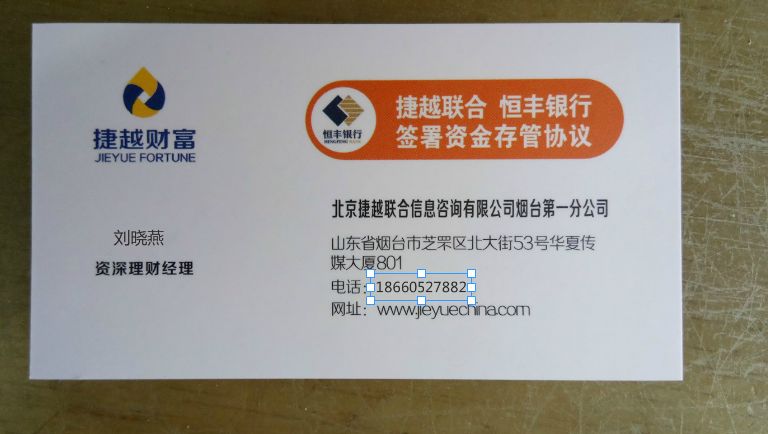 捷越财富
JIEYUE FORTUNE
恒丰银行
HENGFENG BANK
捷越联合 恒丰银行
签署资金存管协议
刘晓燕
资深理财经理
北京捷越联合信息咨询有限公司烟台第一分公司
山东省烟台市芝罘区北大街53号华夏传
媒大厦801
电话：18660527882
网址：www.jieyuechina.com